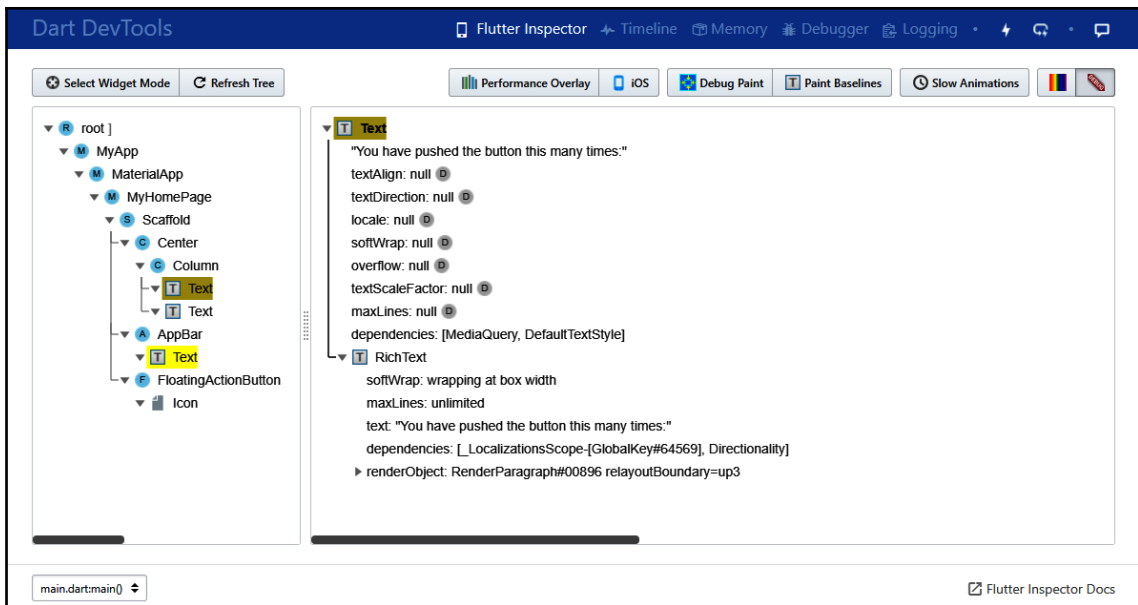 Dart DevTools
Flutter Inspector Timeline Memory Debugger Logging
Select Widget Mode Refresh Tree Performance Overlay iOS Debug Paint T Paint Baselines Slow Animations
R root ]
M MyApp
M MaterialApp
M MyHomePage
S Scaffold
C Center
C Column
T Text
T Text
A AppBar
T Text
F FloatingActionButton
Icon
T Text
"You have pushed the button this many times:"
textAlign: null D
textDirection: null D
locale: null D
softWrap: null D
overflow: null D
textScaleFactor: null D
maxLines: null D
dependencies: [MediaQuery, DefaultTextStyle]
T RichText
softWrap: wrapping at box width
maxLines: unlimited
text: "You have pushed the button this many times:"
dependencies: [_LocalizationsScope-[GlobalKey#64569], Directionality]
renderObject: RenderParagraph#00896 relayoutBoundary=up3
main.dart:main() Flutter Inspector Docs